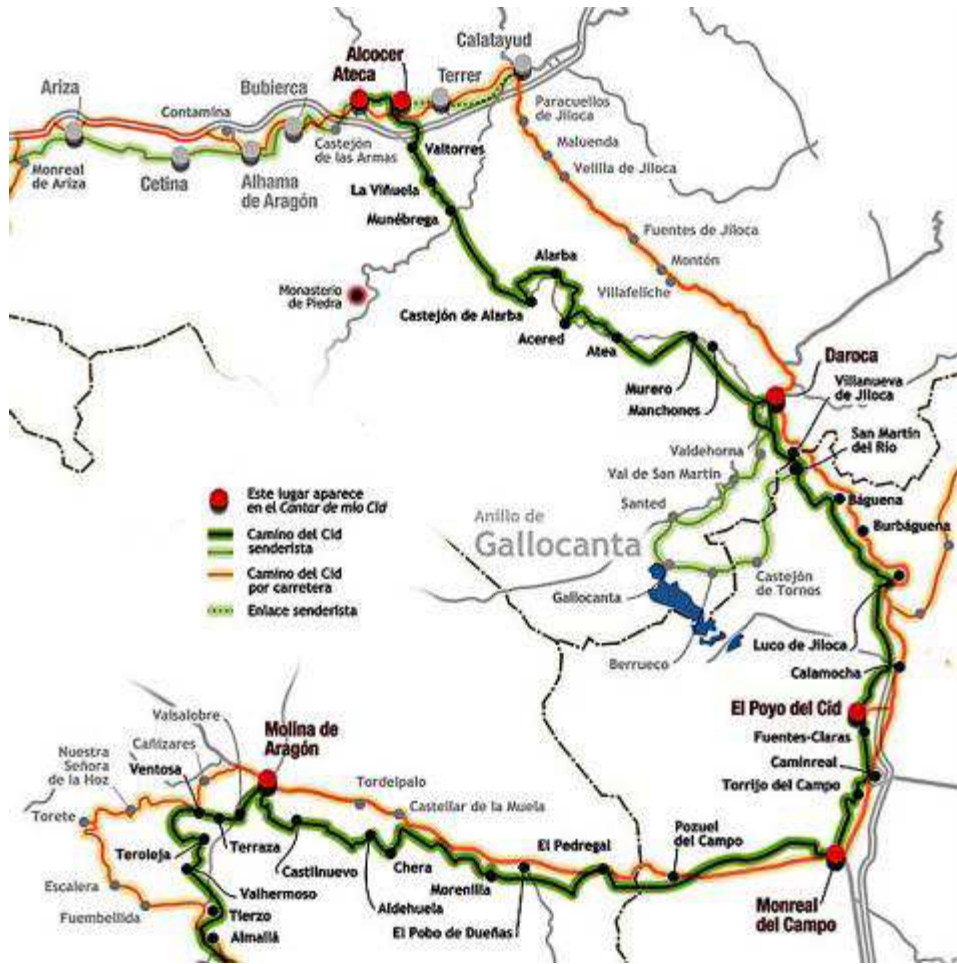 Calatayud
Alcocer
Ateca
Terrer
Bubierca
Ariza
Contamina
Paracuellos
de Jiloca
Castejón
de las Armas
Valtorres
Maluenda
Velilla de Jiloca
Monreal
de Ariza
Cetina
Alhama
de Aragón
La Viñuela
Munébrega
Fuentes de Jiloca
Alarba
Montón
Monasterio
de Piedra
Villafeliche
Castejón de Alarba
Acered
Atea
Daroca
Murero
Manchones
Villanueva
de Jiloca
San Martín
del Río
Valdehorna
Val de San Martín
Santed
Báguena
Burbáguena
Este lugar aparece
en el Cantar de mio Cid
Camino del Cid
senderista
Camino del Cid
por carretera
Enlace senderista
Anillo de
Gallocanta
Gallocanta
Castejón
de Tornos
Berrueco
Luco de Jiloca
Calamocha
El Poyo del Cid
Fuentes-Claras
Caminreal
Torrijo del Campo
Valsalobre
Molina de
Aragón
Cañizares
Nuestra
Señora
de la Hoz
Ventosa
Tordelpalo
Castellar de la Muela
Torete
Terraza
Teroleja
Castilnuevo
Chera
El Pedregal
Pozuel
del Campo
Escalera
Valhermoso
Morenilla
Aldehuela
Fuembellida
Tierzo
Almallá
El Pobo de Dueñas
Monreal
del Campo